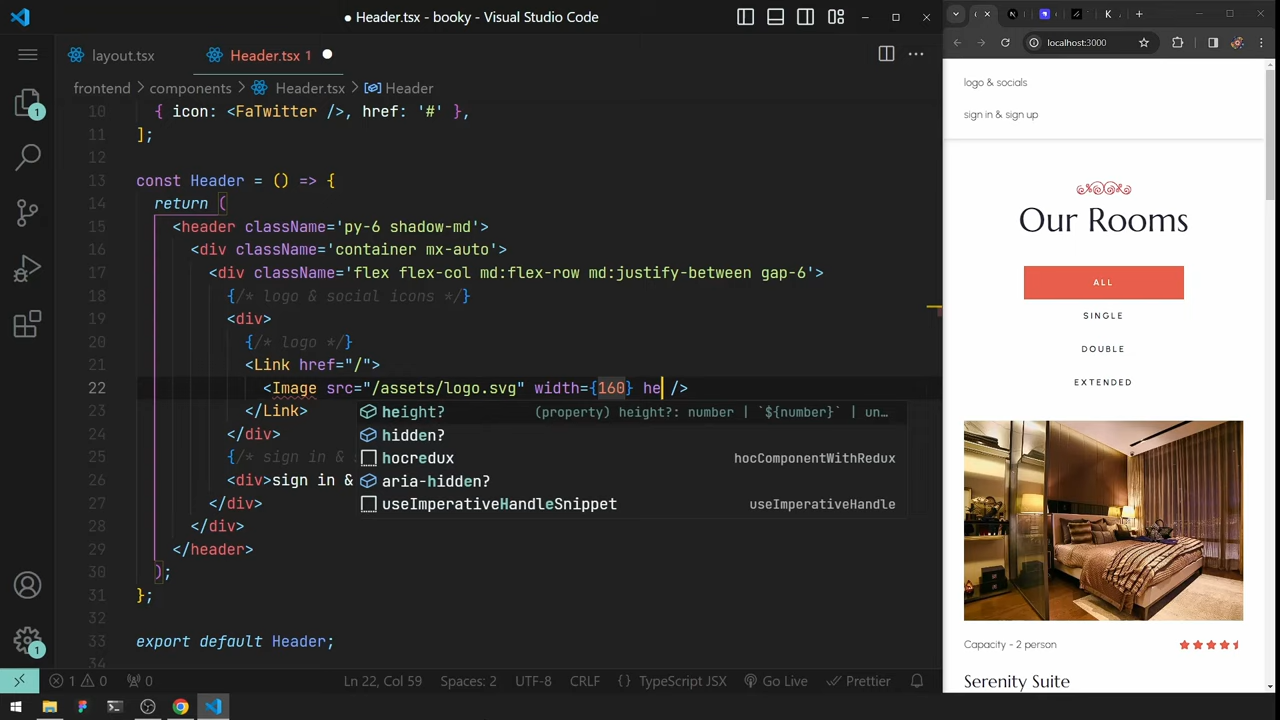 ● Header.tsx - booky - Visual Studio Code
layout.tsx
Header.tsx 1
frontend > components > Header.tsx > Header
10 { icon: <FaTwitter />, href: '#' },
11 ];
12
13 const Header = () => {
14 return (
15 <header className='py-6 shadow-md'>
16 <div className='container mx-auto'>
17 <div className='flex flex-col md:flex-row md:justify-between gap-6'>
18 {/* logo & social icons */}
19 <div>
20 {/* logo */}
21 <Link href="/">
22 <Image src="/assets/logo.svg" width={160} he />
23 </Link>
24 </div>
25 {/* sign in &
26 <div>sign in &
27 </div>
28 </div>
29 </header>
30 );
31 };
32
33 export default Header;
34
height? (property) height?: number | `${number}` | un…
hidden?
hocredux hocComponentWithRedux
aria-hidden?
useImperativeHandleSnippet useImperativeHandle
1
1
1 0 0 Ln 22, Col 59 Spaces: 2 UTF-8 CRLF {} TypeScript JSX Go Live Prettier
localhost:3000
logo & socials
sign in & sign up
Our Rooms
ALL
SINGLE
DOUBLE
EXTENDED
Capacity - 2 person
Serenity Suite